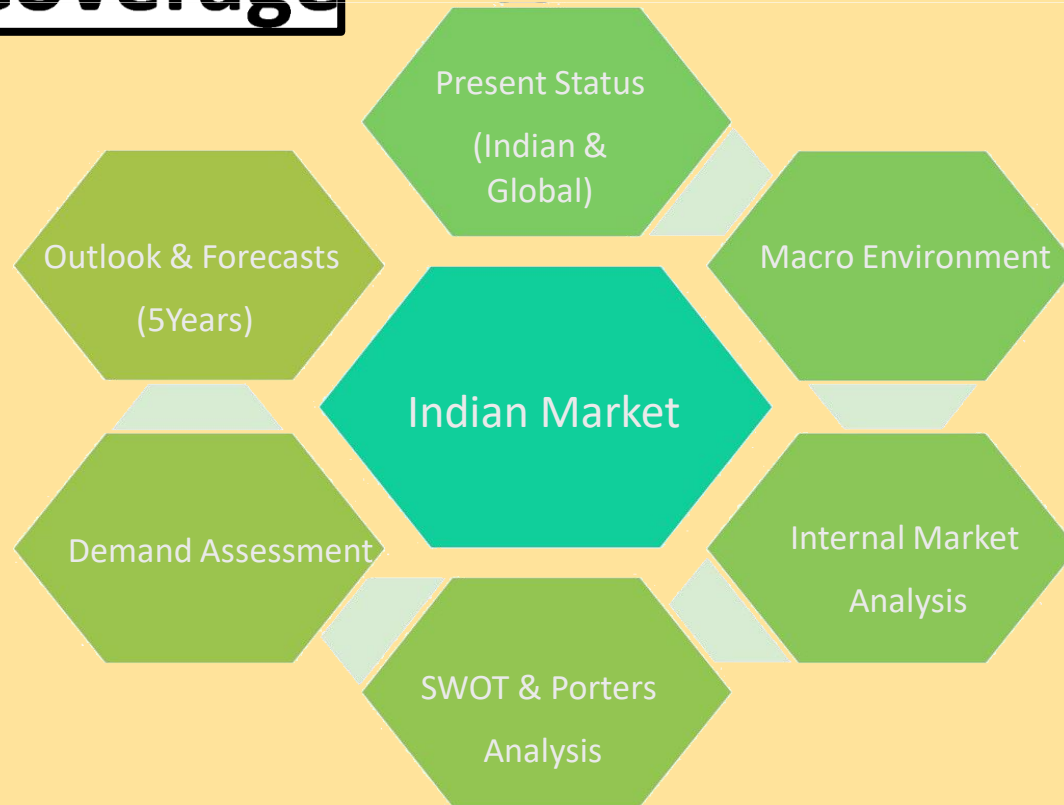 Coverage
Present Status
(Indian &
Global)
Macro Environment
Internal Market
Analysis
SWOT & Porters
Analysis
Demand Assessment
Outlook & Forecasts
(5Years)
Indian Market